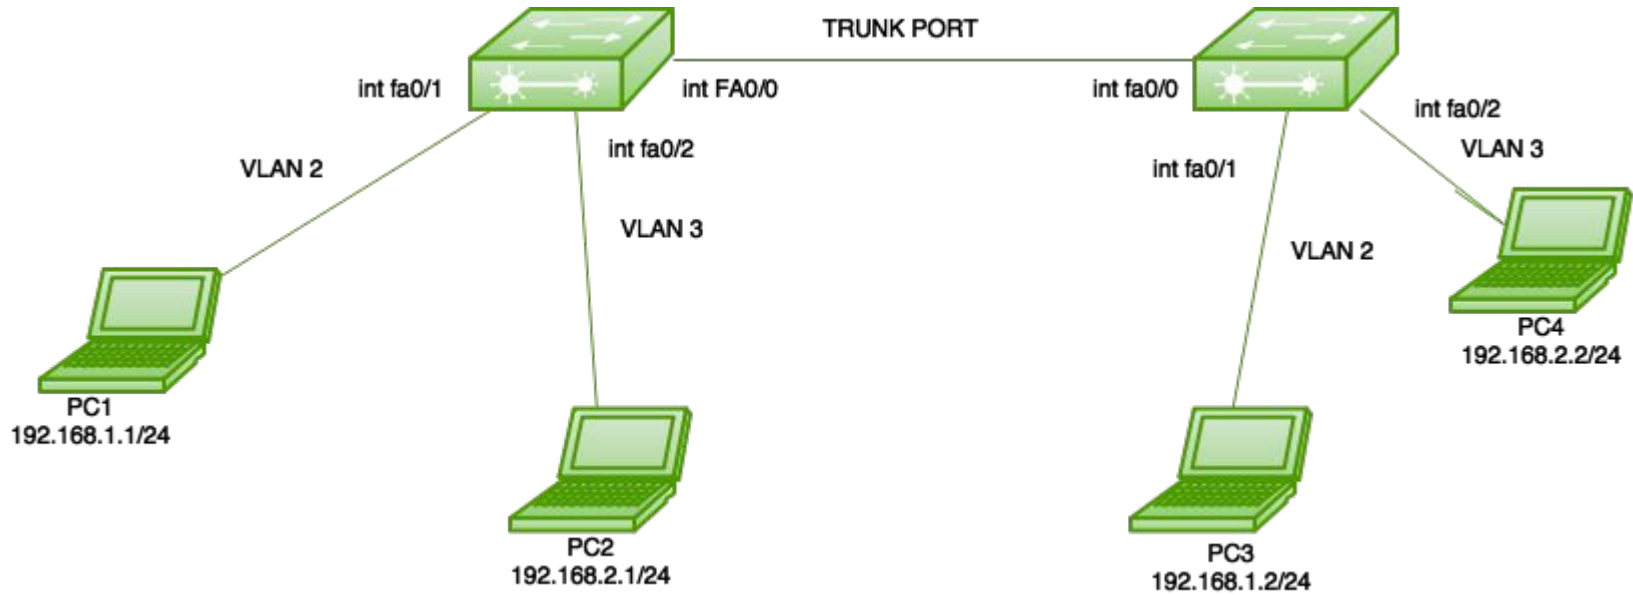 TRUNK PORT
int fa0/1
int FA0/0
int fa0/0
int fa0/2
VLAN 2
int fa0/2
int fa0/1
VLAN 3
VLAN 3
VLAN 2
PC1
192.168.1.1/24
PC2
192.168.2.1/24
PC3
192.168.1.2/24
PC4
192.168.2.2/24